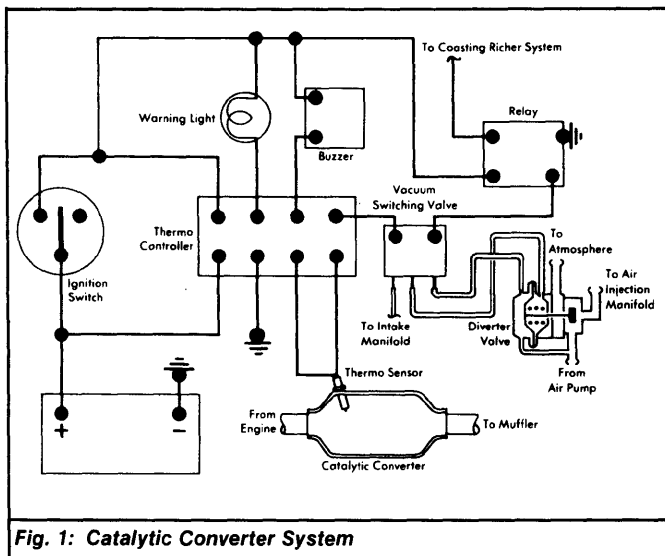 To Coasting Richer System
Relay
Warning Light
Buzzer
Vacuum
Switching Valve
Thermo
Controller
To
Atmosphere
To Air
Injection
Manifold
Ignition
Switch
To Intake
Manifold
Diverter
Valve
From
Air Pump
Thermo Sensor
+
-
From
Engine
To Muffler
Catalytic Converter
Fig. 1: Catalytic Converter System